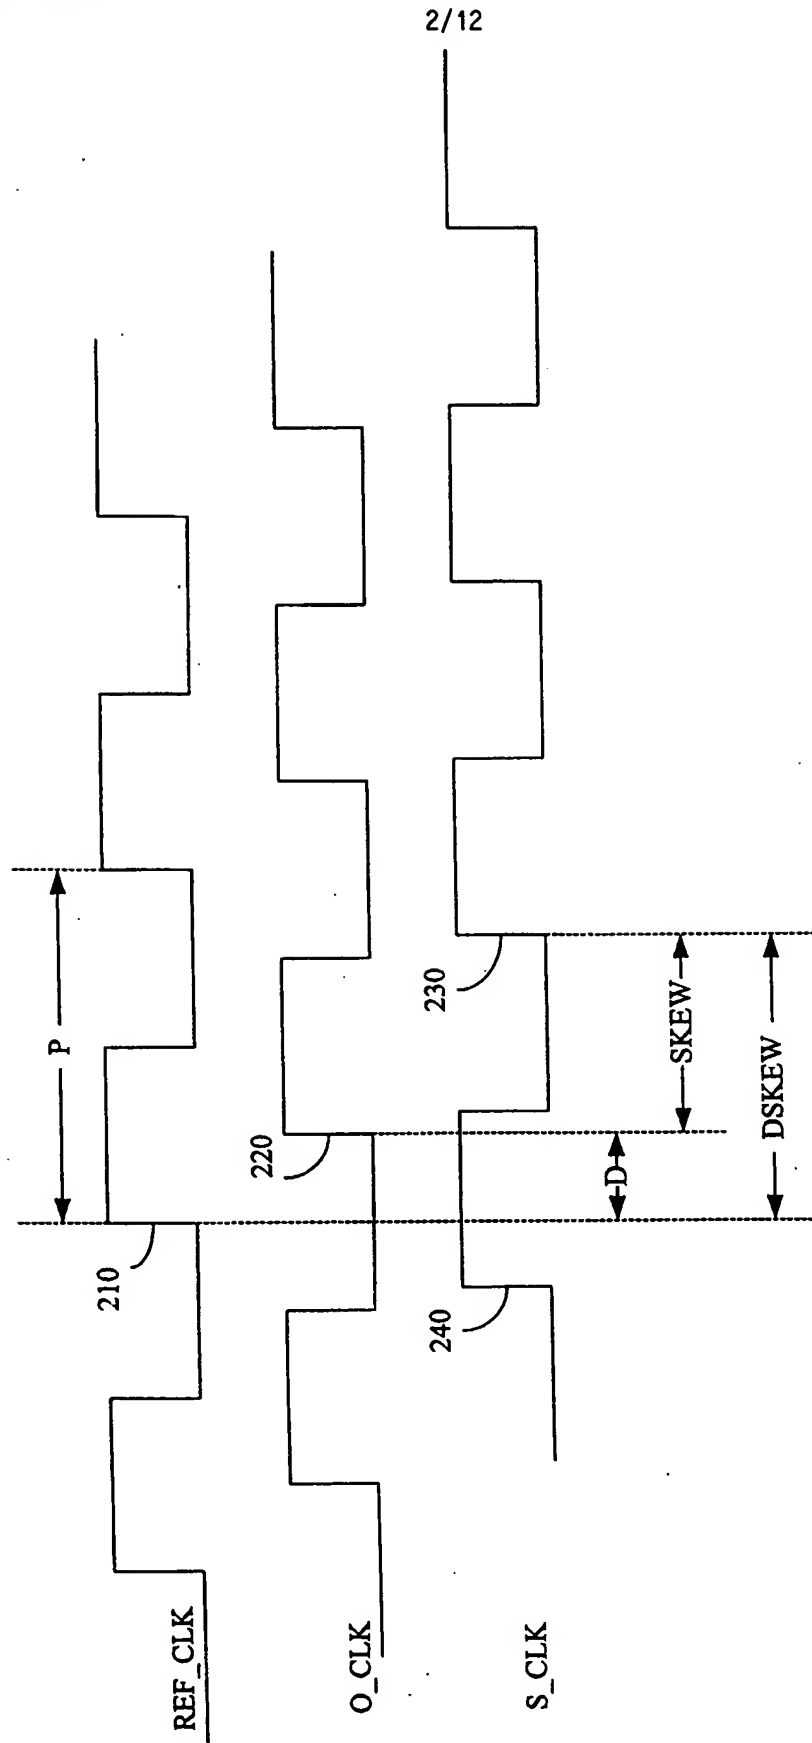 2/12
REF_CLK
210
P
O_CLK
220
S_CLK
240
230
D
SKEW
DSKEW